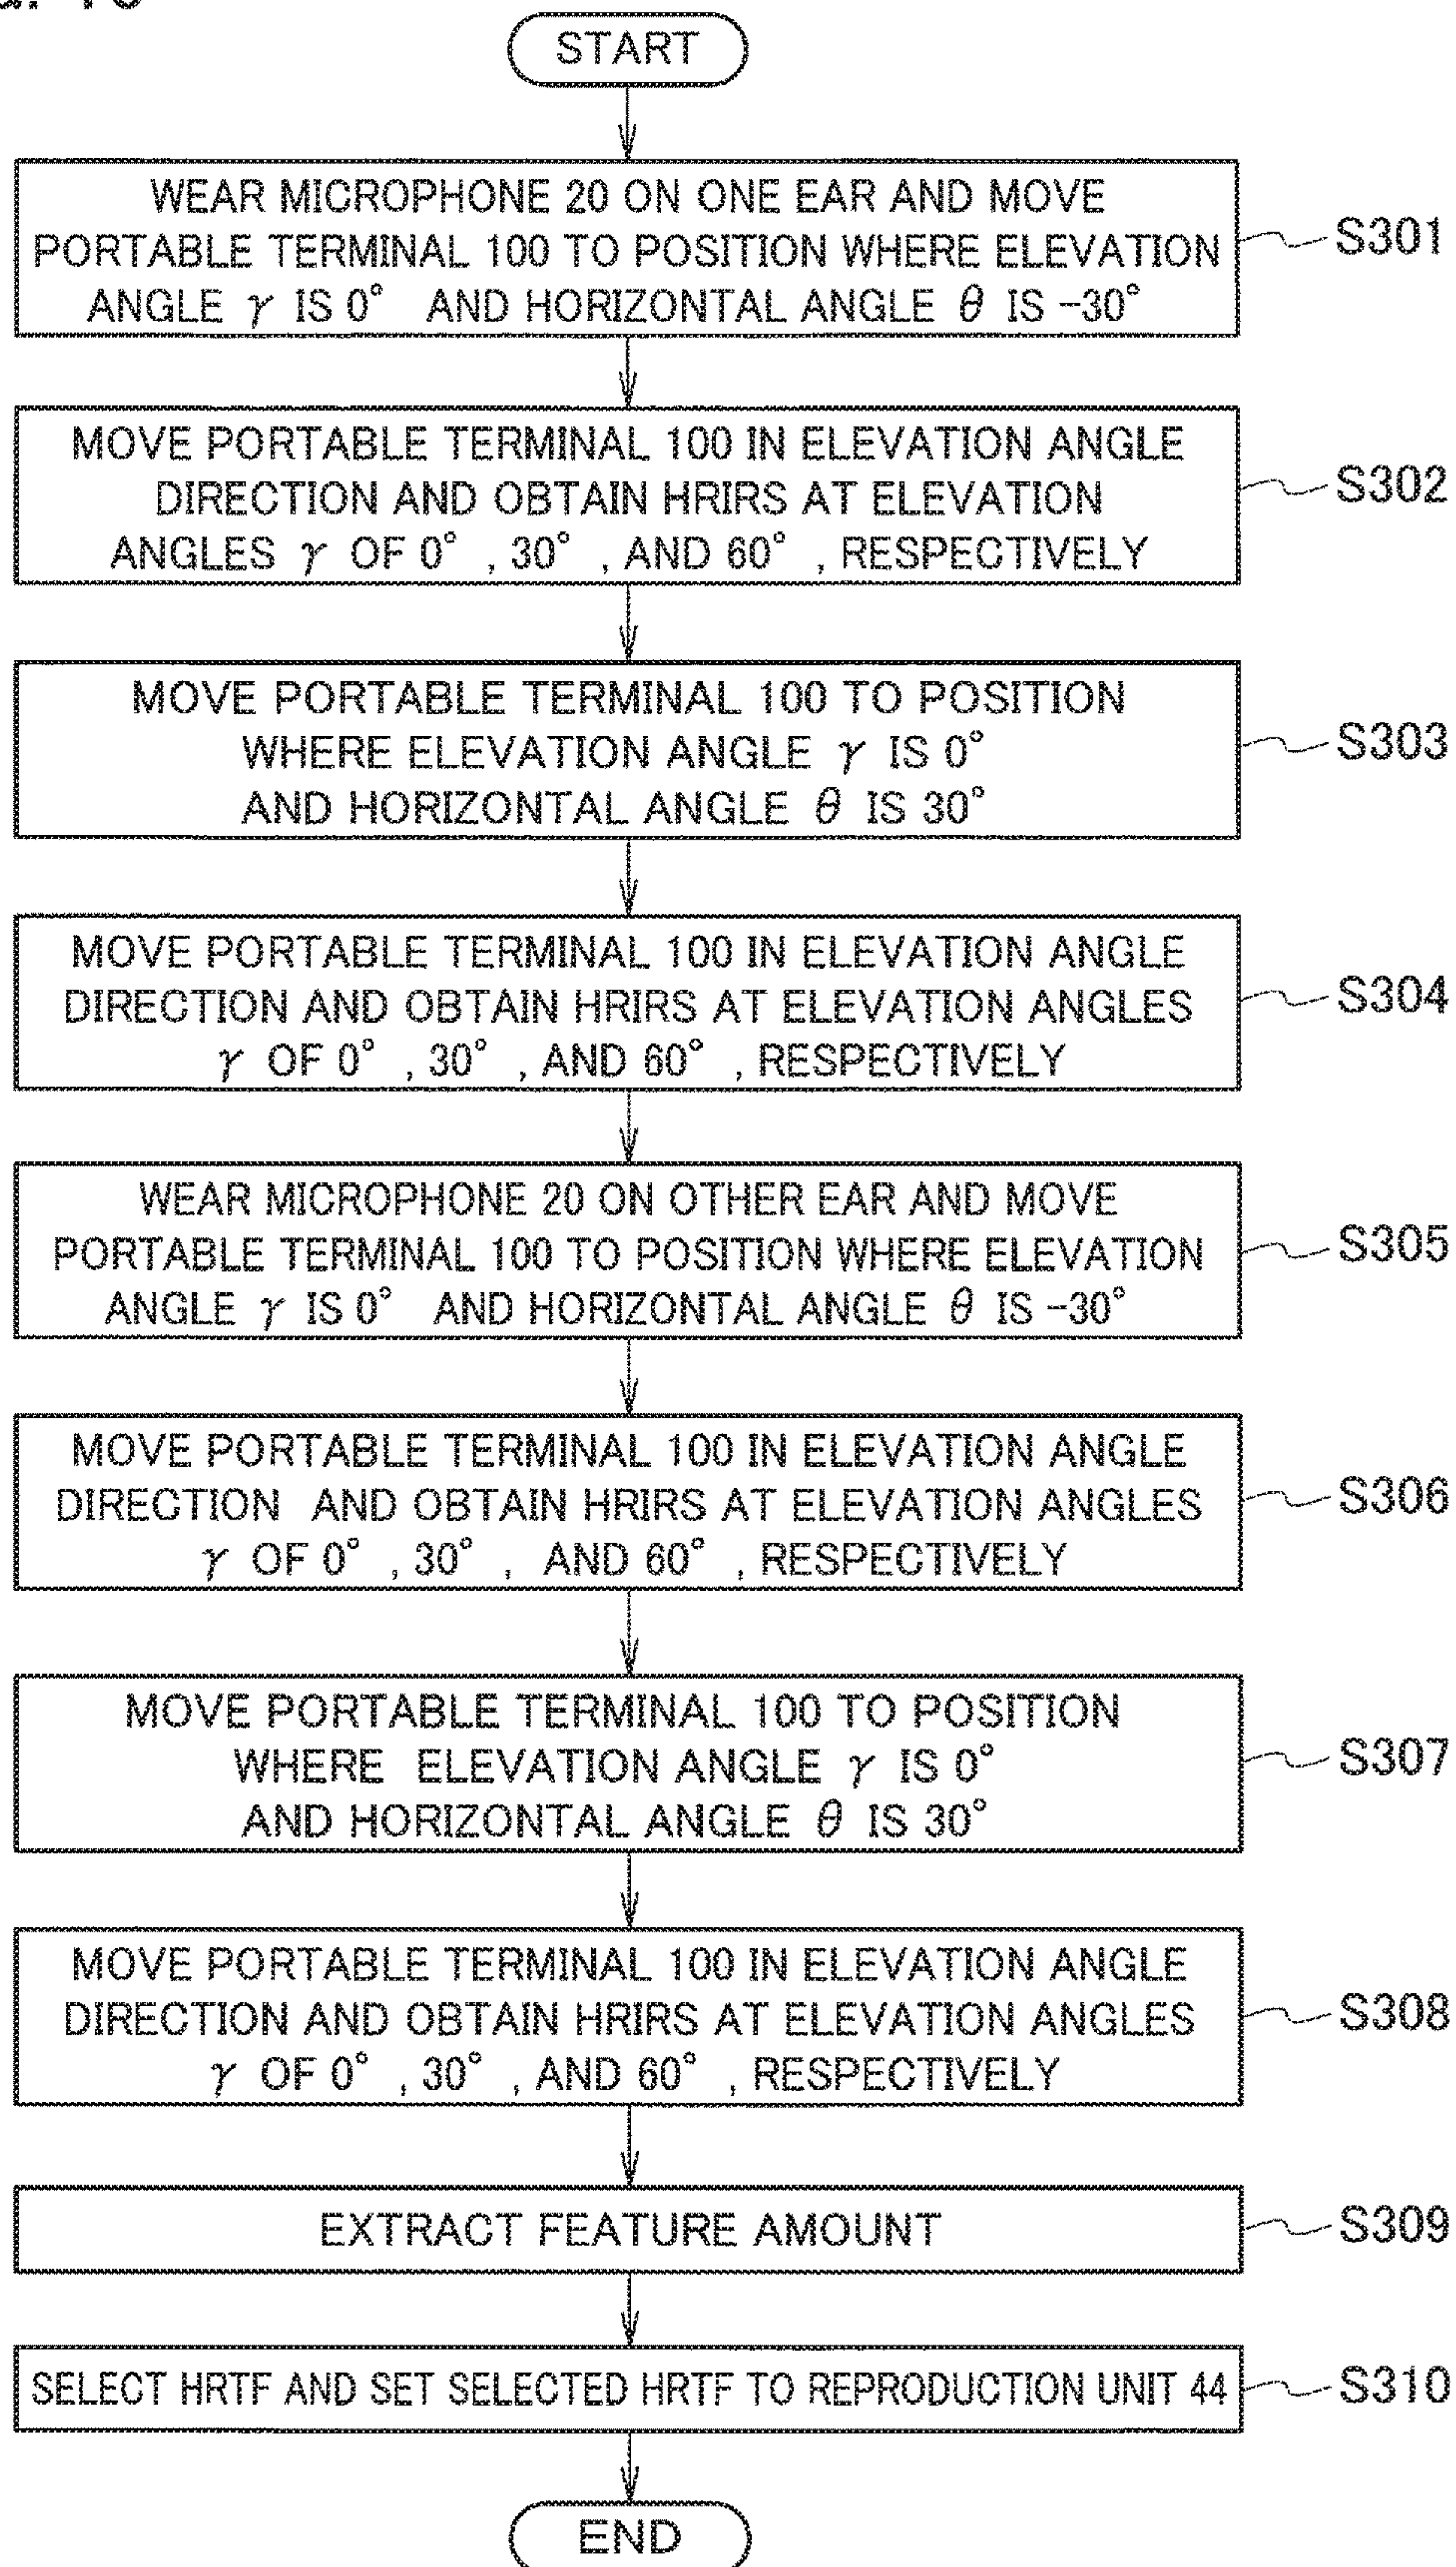 START
WEAR MICROPHONE 20 ON ONE EAR AND MOVE
PORTABLE TERMINAL 100 TO POSITION WHERE ELEVATION
ANGLE γ IS 0° AND HORIZONTAL ANGLE θ IS -30°
S301
MOVE PORTABLE TERMINAL 100 IN ELEVATION ANGLE
DIRECTION AND OBTAIN HRIRS AT ELEVATION
ANGLES γ OF 0° , 30° , AND 60° , RESPECTIVELY
S302
MOVE PORTABLE TERMINAL 100 TO POSITION
WHERE ELEVATION ANGLE γ IS 0°
AND HORIZONTAL ANGLE θ IS 30°
S303
MOVE PORTABLE TERMINAL 100 IN ELEVATION ANGLE
DIRECTION AND OBTAIN HRIRS AT ELEVATION ANGLES
γ OF 0° , 30° , AND 60° , RESPECTIVELY
S304
WEAR MICROPHONE 20 ON OTHER EAR AND MOVE
PORTABLE TERMINAL 100 TO POSITION WHERE ELEVATION
ANGLE γ IS 0° AND HORIZONTAL ANGLE θ IS -30°
S305
MOVE PORTABLE TERMINAL 100 IN ELEVATION ANGLE
DIRECTION AND OBTAIN HRIRS AT ELEVATION ANGLES
γ OF 0° , 30° , AND 60° , RESPECTIVELY
S306
MOVE PORTABLE TERMINAL 100 TO POSITION
WHERE ELEVATION ANGLE γ IS 0°
AND HORIZONTAL ANGLE θ IS 30°
S307
MOVE PORTABLE TERMINAL 100 IN ELEVATION ANGLE
DIRECTION AND OBTAIN HRIRS AT ELEVATION ANGLES
γ OF 0° , 30° , AND 60° , RESPECTIVELY
S308
EXTRACT FEATURE AMOUNT
S309
SELECT HRTF AND SET SELECTED HRTF TO REPRODUCTION UNIT 44
S310
END